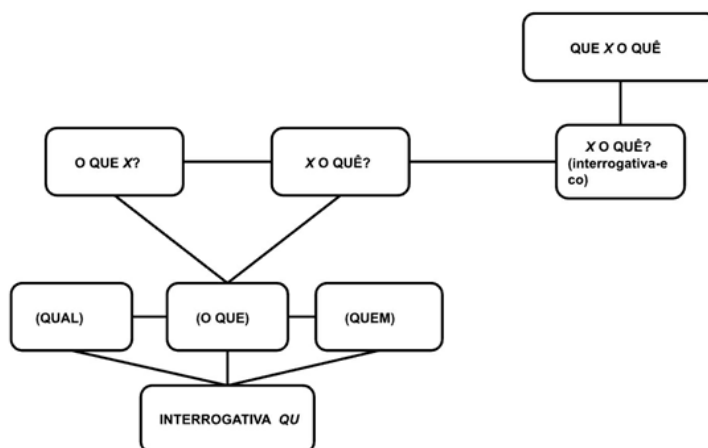 QUE X O QUÊ
X O QUÊ?
(interrogativa-e
co)
O QUE X?
X O QUÊ?
(QUAL)
(O QUE)
(QUEM)
INTERROGATIVA QU